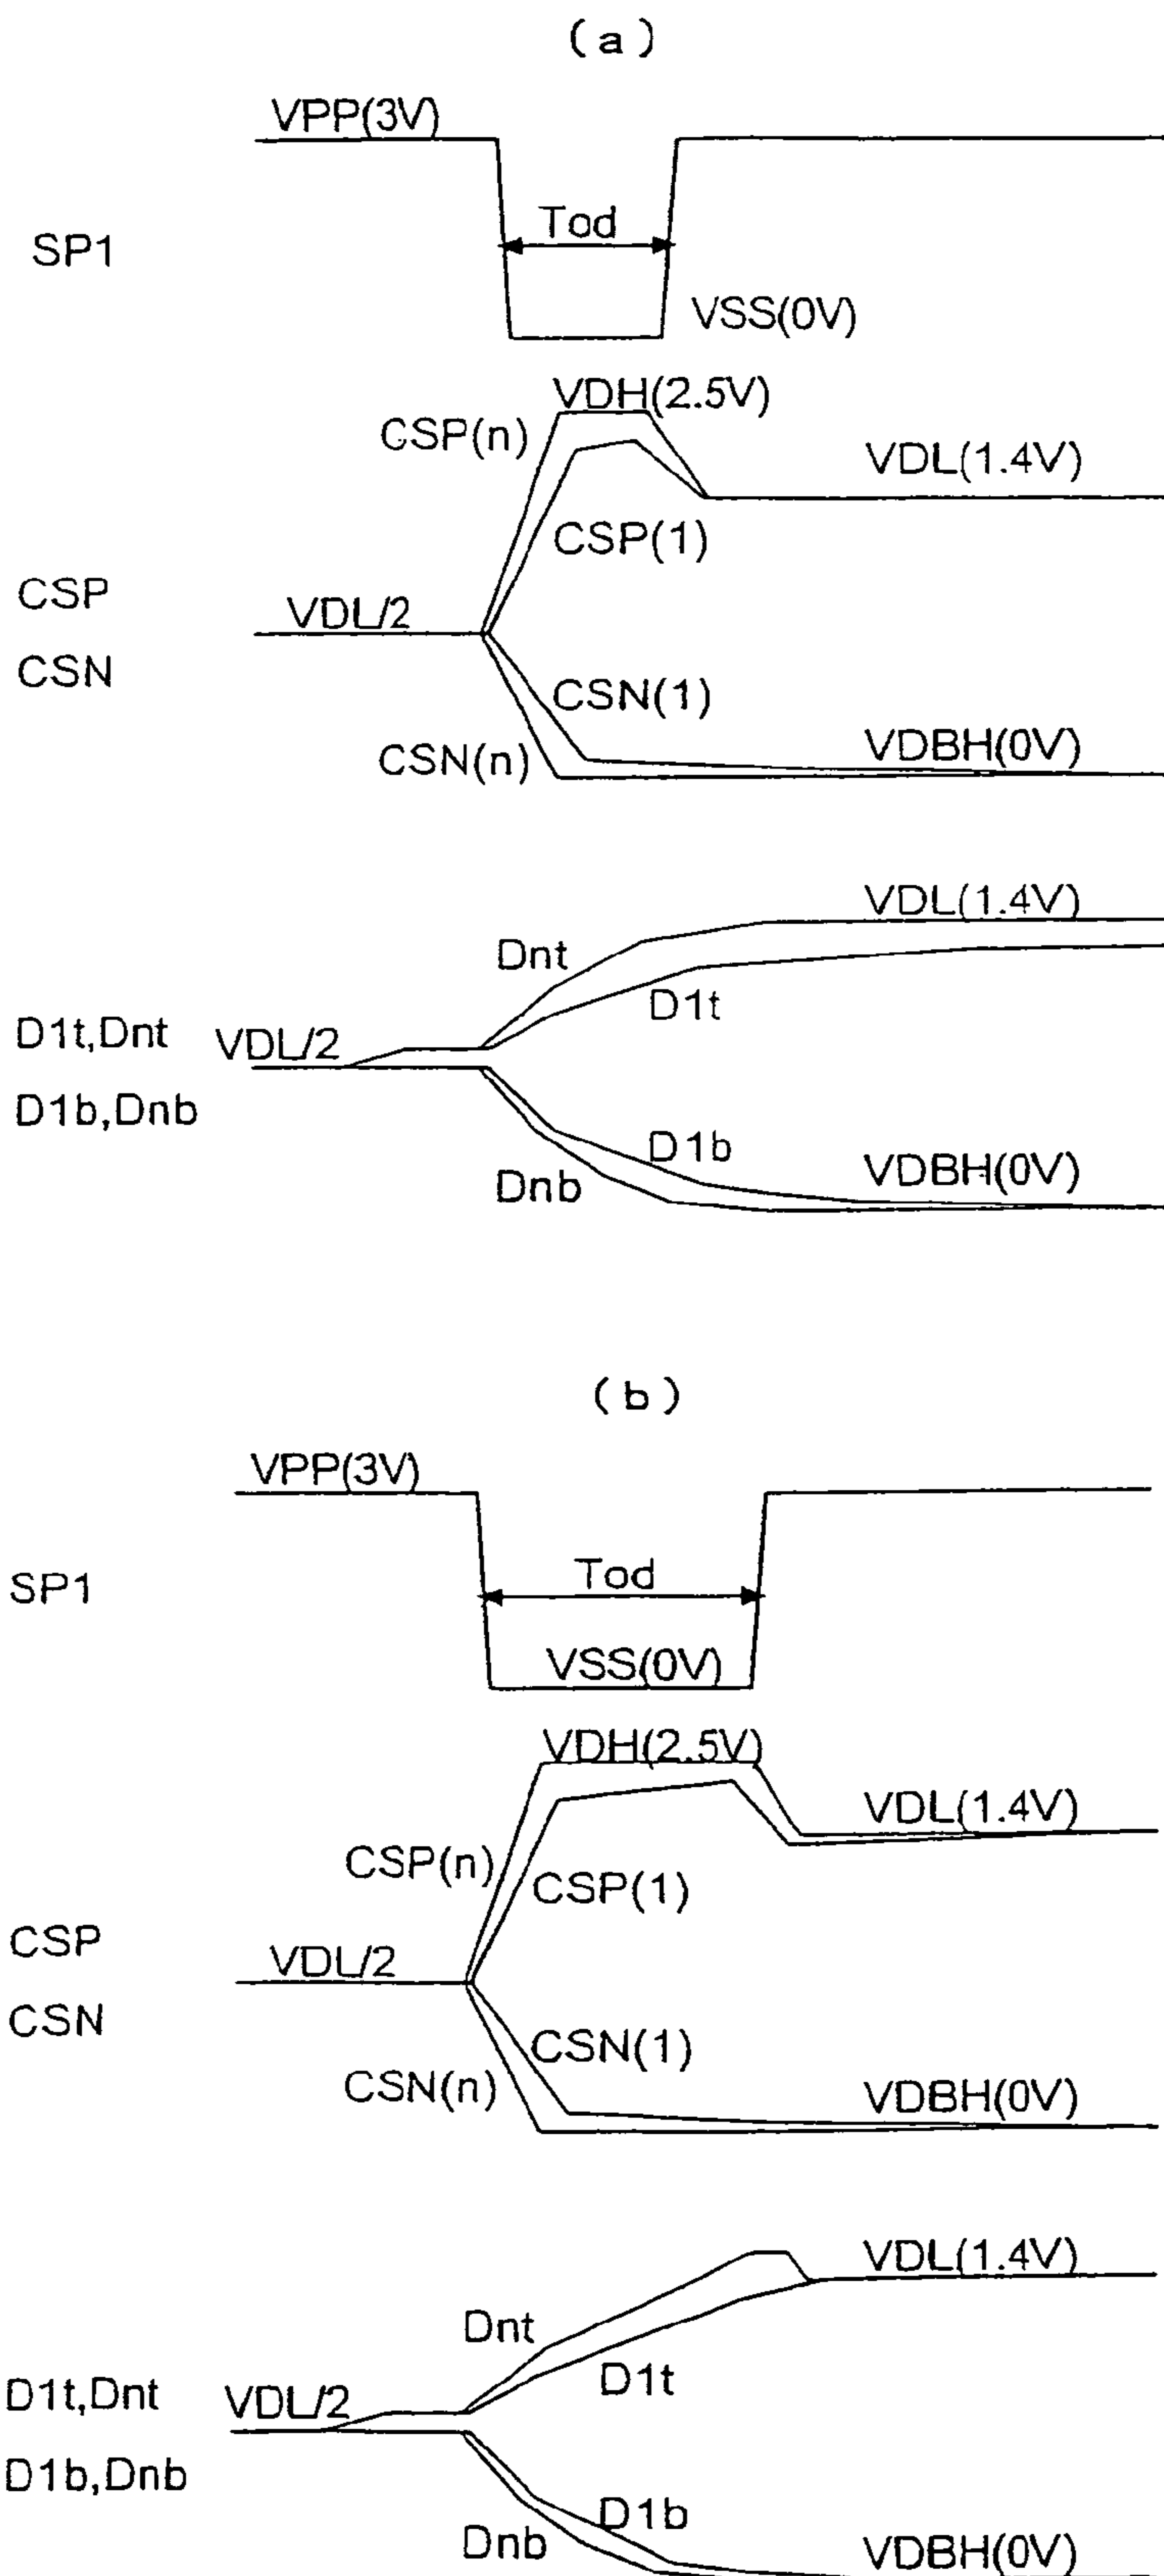 (a)
VPP(3V)
SP1
Tod
VSS(0V)
VDH(2.5V)
CSP(n)
VDL(1.4V)
CSP(1)
CSP
VDL/2
CSN
CSN(1)
CSN(n)
VDBH(0V)
VDL(1.4V)
Dnt
D1t
D1t,Dnt
VDL/2
D1b,Dnb
D1b
Dnb
VDBH(0V)
(b)
VPP(3V)
SP1
Tod
VSS(0V)
VDH(2.5V)
VDL(1.4V)
CSP(n)
CSP(1)
CSP
VDL/2
CSN
CSN(1)
CSN(n)
VDBH(0V)
VDL(1.4V)
Dnt
D1t
D1t,Dnt
VDL/2
D1b,Dnb
D1b
Dnb
VDBH(0V)